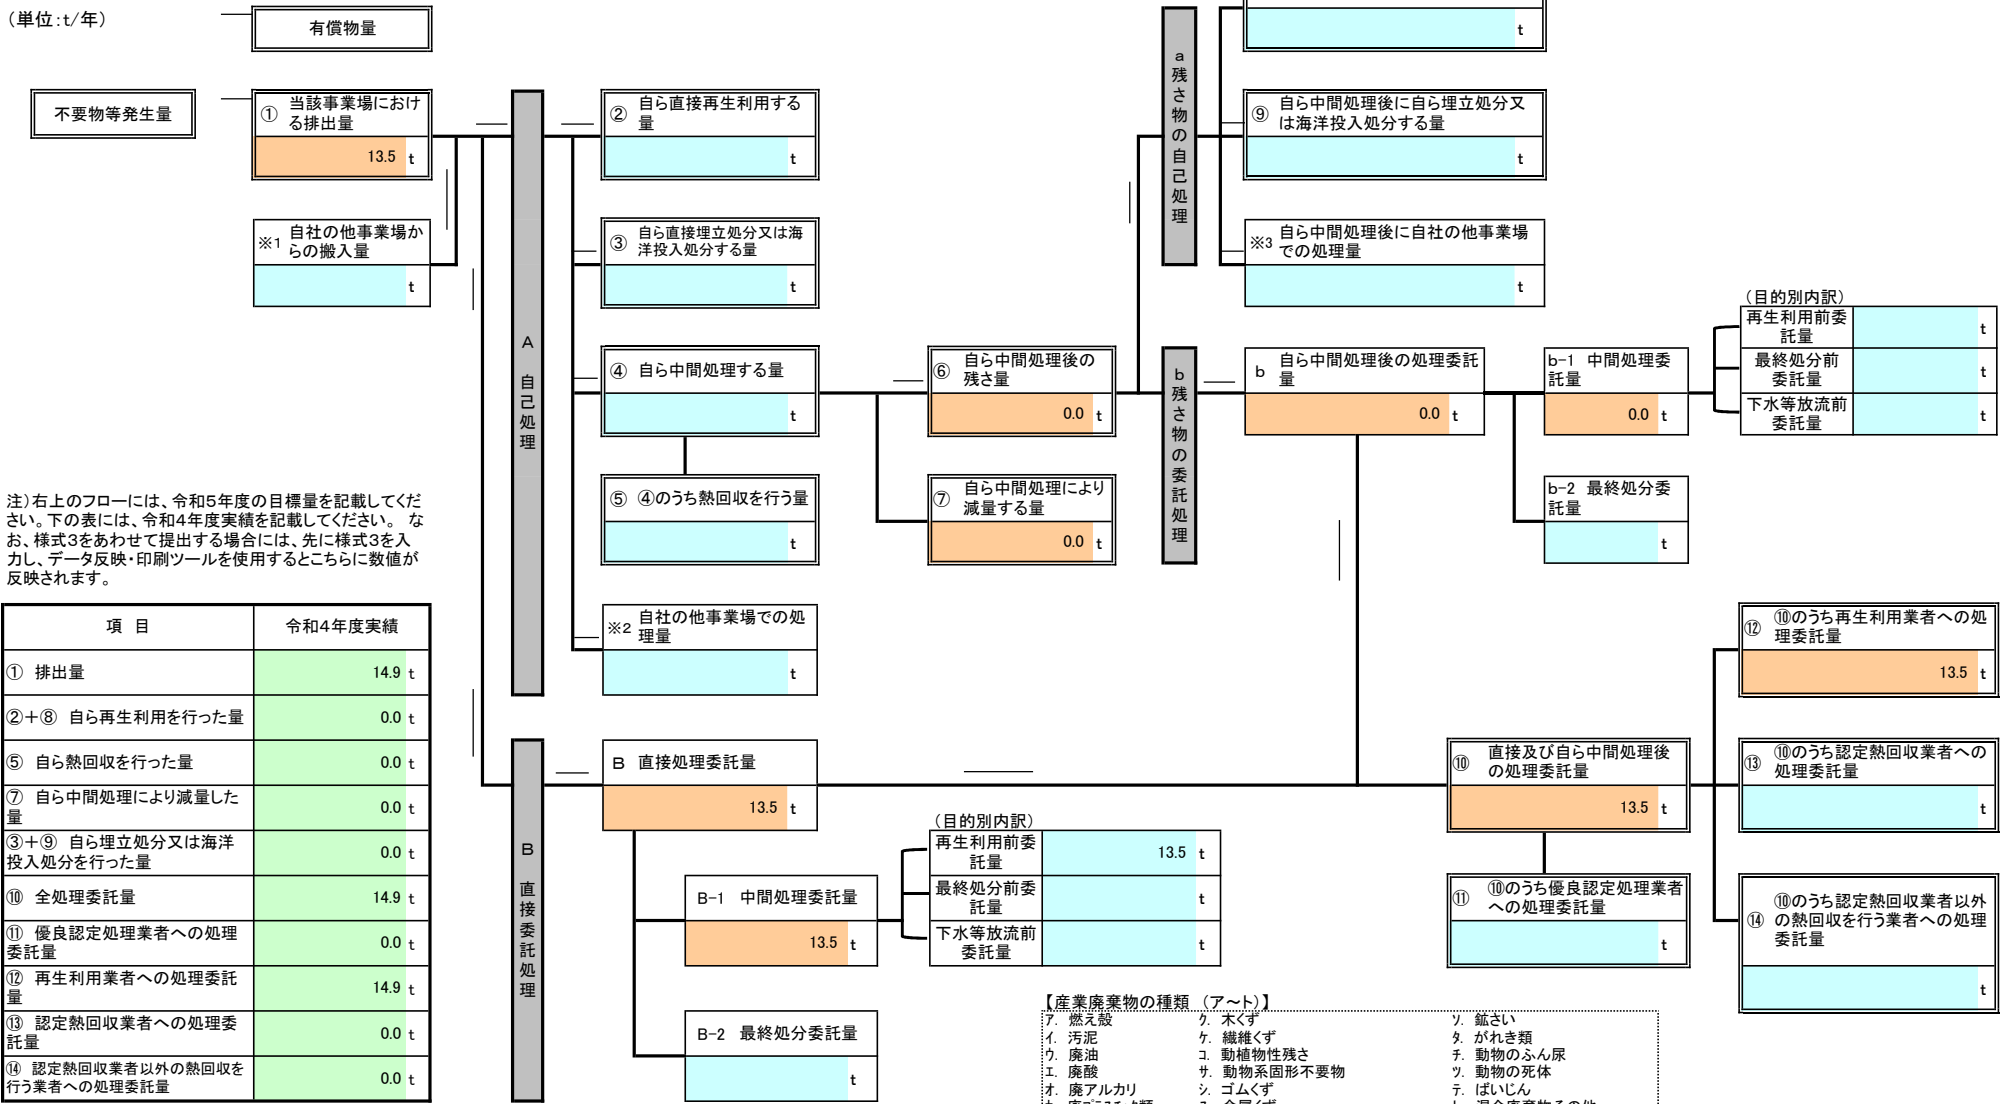 （単位：t/年）
有償物量
不要物等発生量
① 当該事業場におけ
る排出量
13.5 t
※1 自社の他事業場か
らの搬入量
t
A 自己処理
② 自ら直接再生利用する
量
t
③ 自ら直接埋立処分又は海
洋投入処分する量
t
④ 自ら中間処理する量
t
⑤ ④のうち熱回収を行う量
t
※2 自社の他事業場での処
理量
t
⑥ 自ら中間処理後の
残さ量
0.0 t
⑦ 自ら中間処理により
減量する量
0.0 t
a 残さ物の自己処理
t
⑨ 自ら中間処理後に自ら埋立処分又
は海洋投入処分する量
t
※3 自ら中間処理後に自社の他事業場
での処理量
t
b 残さ物の委託処理
b 自ら中間処理後の処理委託
量
0.0 t
b-1 中間処理委
託量
0.0 t
（目的別内訳）
再生利用前委
託量
t
最終処分前
委託量
t
下水等放流前
委託量
t
b-2 最終処分委
託量
t
注）右上のフローには、令和５年度の目標量を記載してくだ
さい。下の表には、令和４年度実績を記載してください。 な
お、様式３をあわせて提出する場合には、先に様式３を入
力し、データ反映・印刷ツールを使用するとこちらに数値が
反映されます。
項 目 令和４年度実績
① 排出量 14.9 t
②＋⑧ 自ら再生利用を行った量 0.0 t
⑤ 自ら熱回収を行った量 0.0 t
⑦ 自ら中間処理により減量した
量 0.0 t
③＋⑨ 自ら埋立処分又は海洋
投入処分を行った量 0.0 t
⑩ 全処理委託量 14.9 t
⑪ 優良認定処理業者への処理
委託量 0.0 t
⑫ 再生利用業者への処理委託
量 14.9 t
⑬ 認定熱回収業者への処理委
託量 0.0 t
⑭ 認定熱回収業者以外の熱回収を
行う業者への処理委託量 0.0 t
B 直接委託処理
B 直接処理委託量
13.5 t
B-1 中間処理委託量
13.5 t
（目的別内訳）
再生利用前委
託量
13.5 t
最終処分前委
託量
t
下水等放流前
委託量
t
B-2 最終処分委託量
t
⑩ 直接及び自ら中間処理後
の処理委託量
13.5 t
⑪ ⑩のうち優良認定処理業者
への処理委託量
t
⑫ ⑩のうち再生利用業者への処
理委託量
13.5 t
⑬ ⑩のうち認定熱回収業者への
処理委託量
t
⑭ ⑩のうち認定熱回収業者以外
の熱回収を行う業者への処理
委託量
t
【産業廃棄物の種類 （ア～ト）】
ア. 燃え殻 ク. 木くず ソ. 鉱さい
イ. 汚泥 ケ. 繊維くず タ. がれき類
ウ. 廃油 コ. 動植物性残さ チ. 動物のふん尿
エ. 廃酸 サ. 動物系固形不要物 ツ. 動物の死体
オ. 廃アルカリ シ. ゴムくず テ. ばいじん